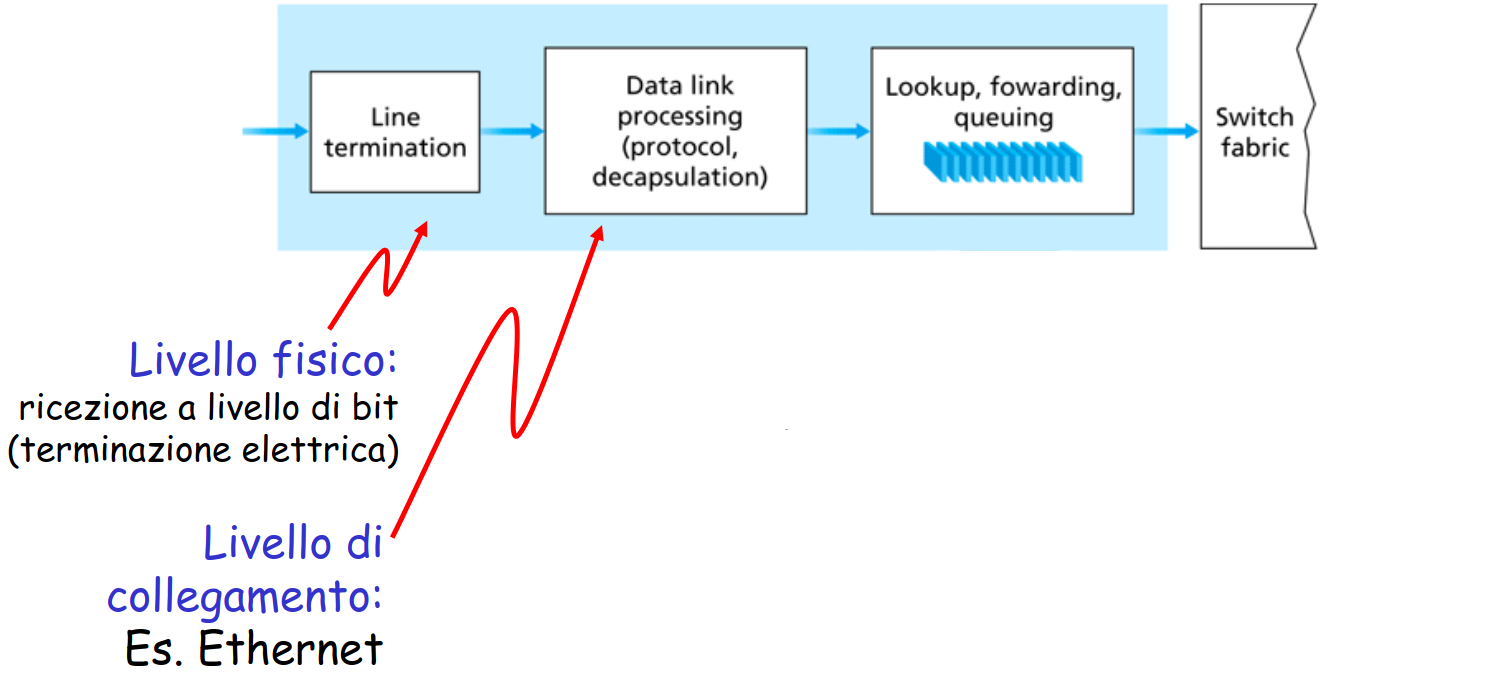 Line
termination
Data link
processing
(protocol,
decapsulation)
Lookup, fowarding,
queuing
Switch
fabric
Livello fisico:
ricezione a livello di bit
(terminazione elettrica)
Livello di
collegamento:
Es. Ethernet